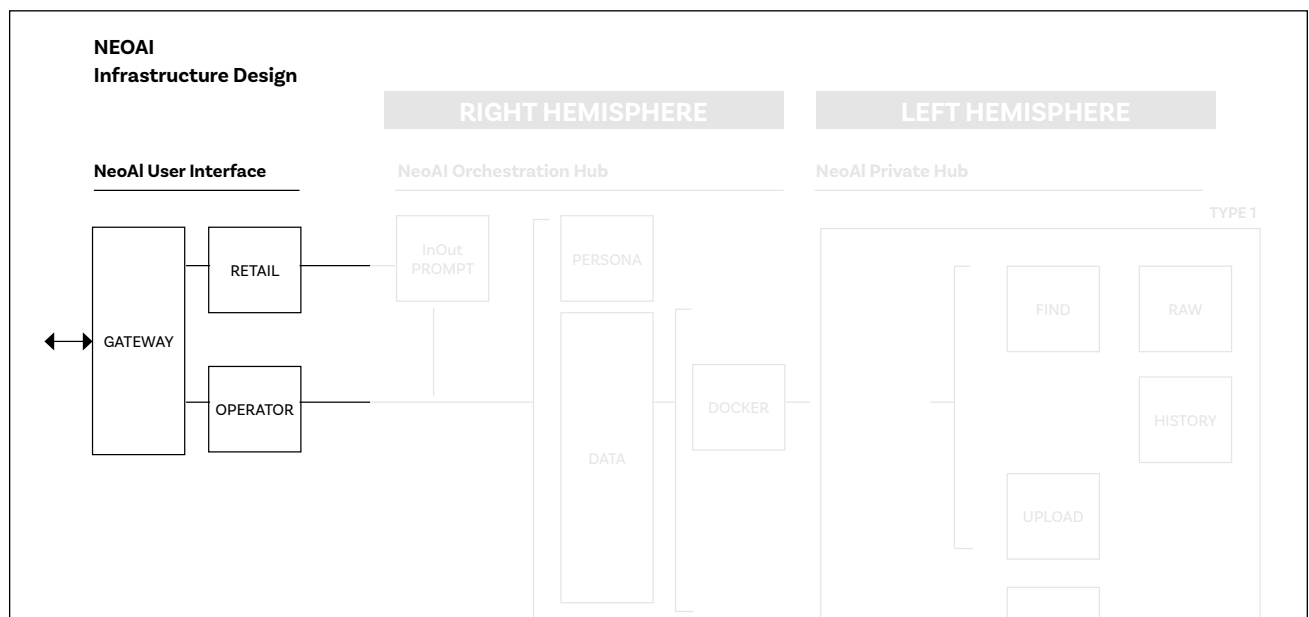 NEOAI
Infrastructure Design
RIGHT HEMISPHERE
LEFT HEMISPHERE
NeoAI User Interface
NeoAI Orchestration Hub
NeoAI Private Hub
TYPE 1
GATEWAY
RETAIL
OPERATOR
InOut
PROMPT
PERSONA
DATA
DOCKER
FIND
RAW
HISTORY
UPLOAD